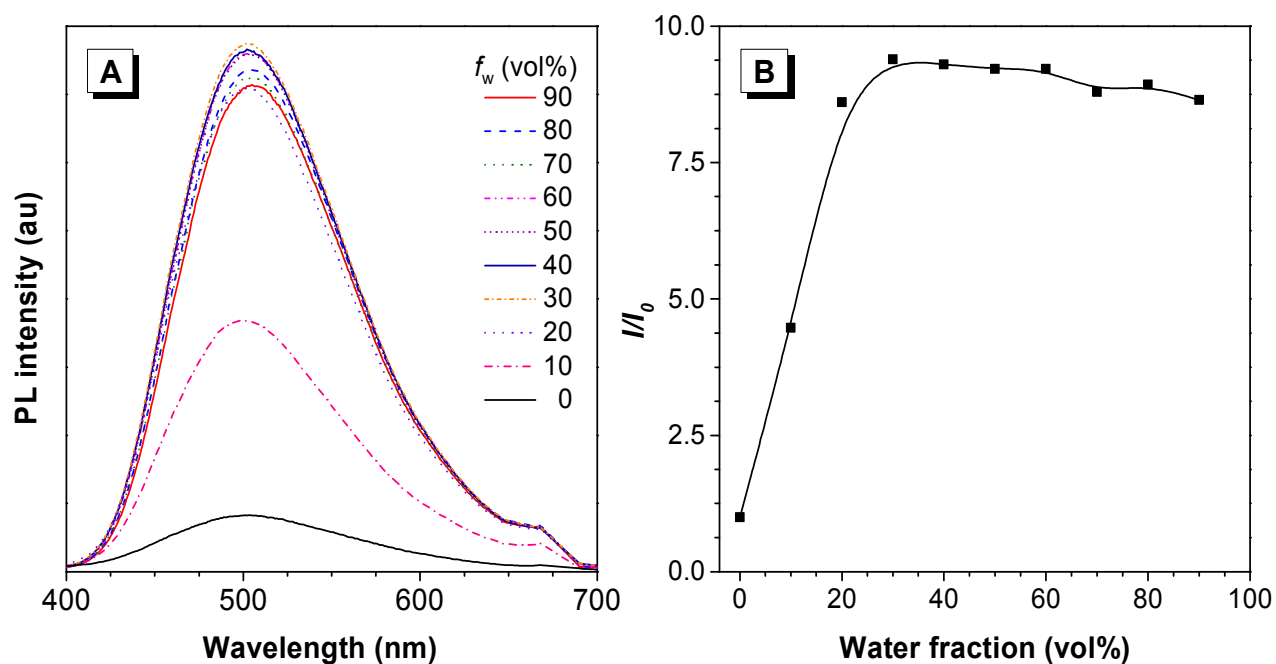 A
f_w (vol%)
90
80
70
60
50
40
30
20
10
0
PL intensity (au)
400 500 600 700
Wavelength (nm)
B
10.0
7.5
5.0
2.5
0.0
I/I_0
0 20 40 60 80 100
Water fraction (vol%)